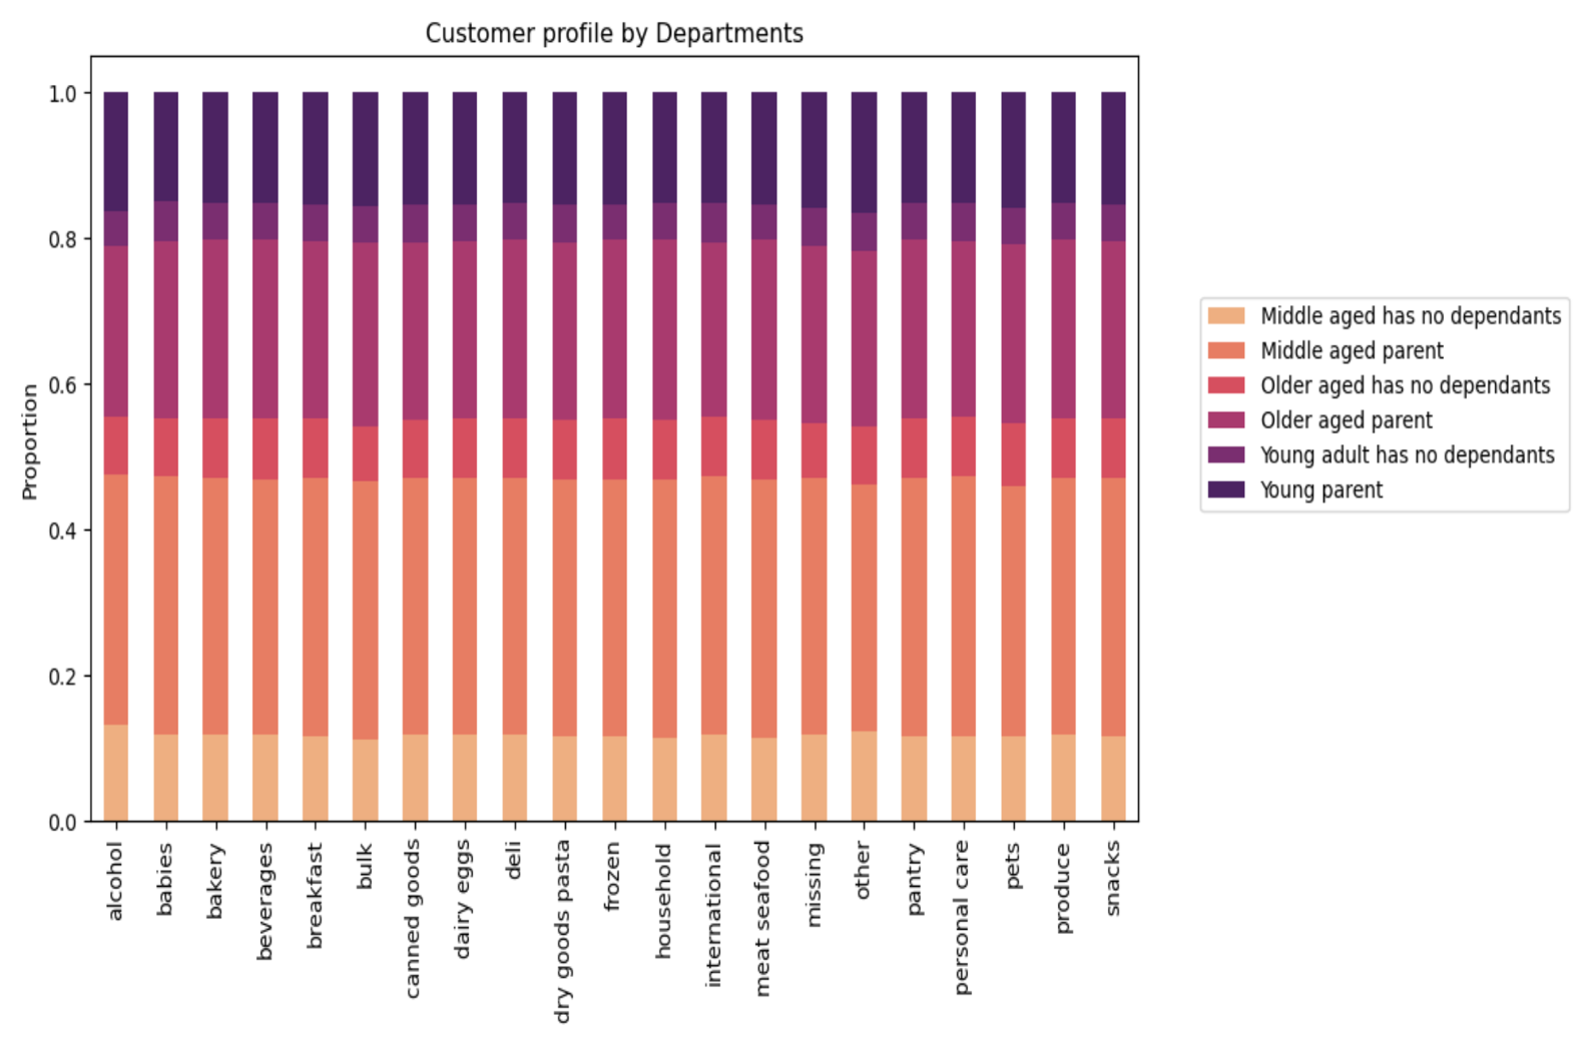 Customer profile by Departments
Proportion
1.0
0.8
0.6
0.4
0.2
0.0
alcohol
babies
bakery
beverages
breakfast
bulk
canned goods
dairy eggs
deli
dry goods pasta
frozen
household
international
meat seafood
missing
other
pantry
personal care
pets
produce
snacks
Middle aged has no dependants
Middle aged parent
Older aged has no dependants
Older aged parent
Young adult has no dependants
Young parent